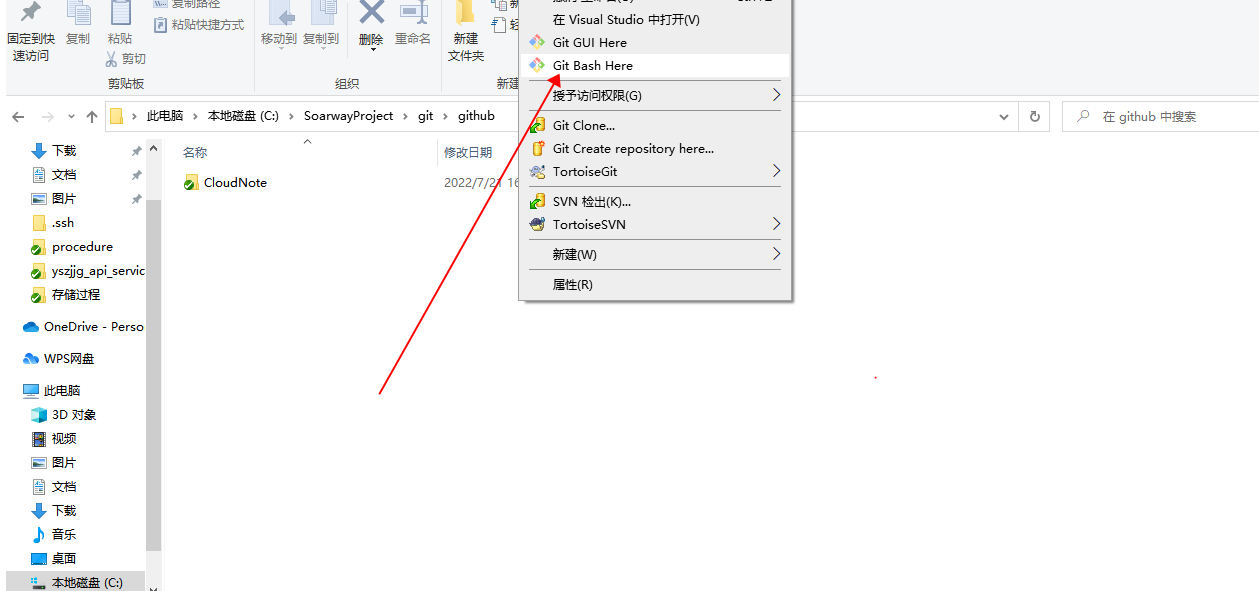 复制路径
粘贴快捷方式
固定到快
速访问
复制
粘贴
剪切
剪贴板
移动到
复制到
删除
重命名
组织
新建
文件夹
新建
在 Visual Studio 中打开(V)
Git GUI Here
Git Bash Here
授予访问权限(G)
Git Clone...
Git Create repository here...
TortoiseGit
SVN 检出(K)...
TortoiseSVN
新建(W)
属性(R)
此电脑 › 本地磁盘 (C:) › SoarwayProject › git › github
在 github 中搜索
名称
修改日期
CloudNote
2022/7/21 16
下载
文档
图片
.ssh
procedure
yszjjg_api_servic
存储过程
OneDrive - Perso
WPS网盘
此电脑
3D 对象
视频
图片
文档
下载
音乐
桌面
本地磁盘 (C:)